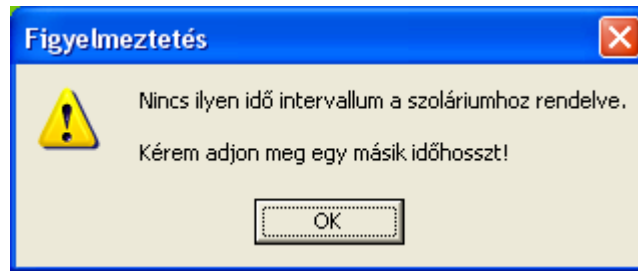 Figyelmeztetés
Nincs ilyen idő intervallum a szoláriumhoz rendelve.
Kérem adjon meg egy másik időhosszt!
OK